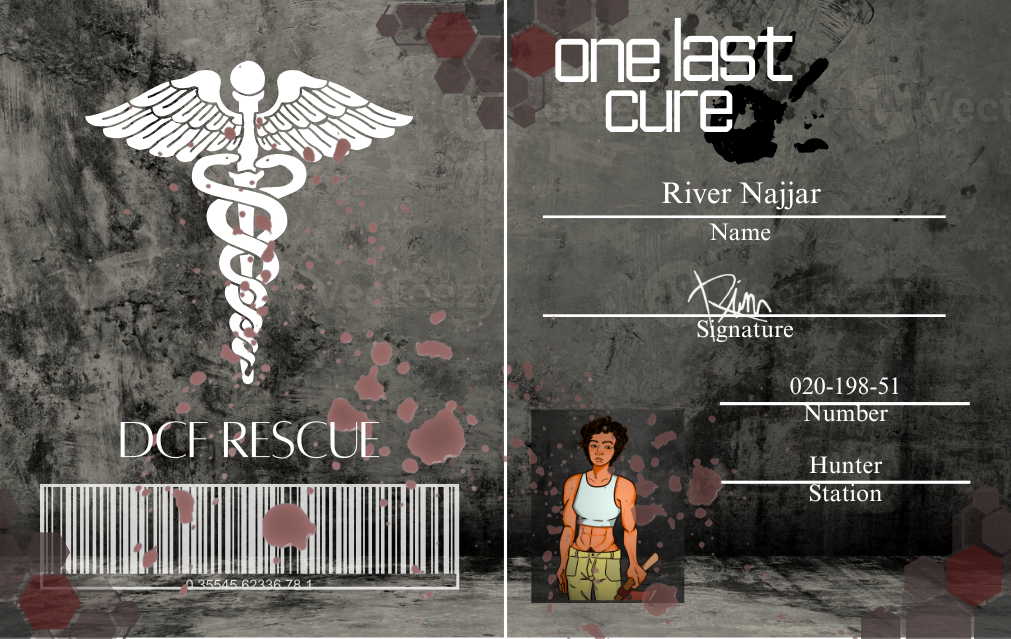 DCF RESCUE
0 35545 62336 78 1
one last
cure
River Najjar
Name
Signature
020-198-51
Number
Hunter
Station